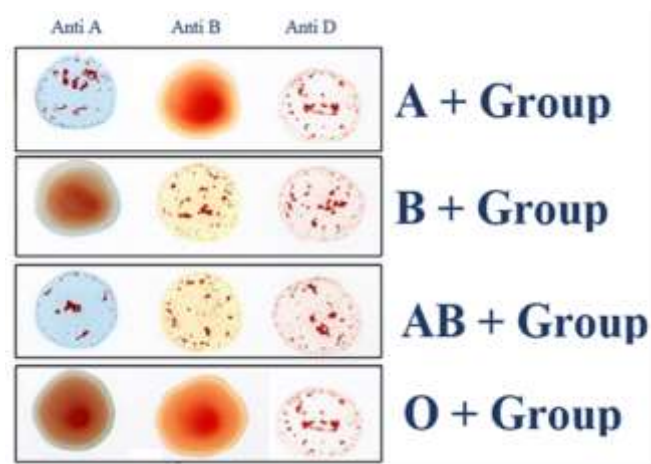 Anti A Anti B Anti D
A + Group
B + Group
AB + Group
O + Group